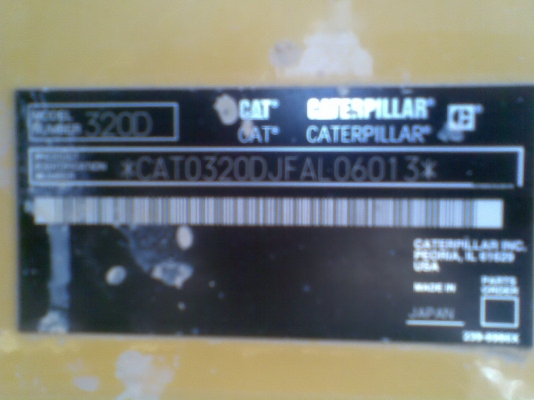 MODEL NUMBER 320D
CAT® CATERPILLAR®
CAT® CATERPILLAR®
PRODUCT IDENTIFICATION NUMBER *CAT0320DJFAL06013*
CATERPILLAR INC.
PEORIA, IL 61629
USA
MADE IN
JAPAN
PARTS
ORDER